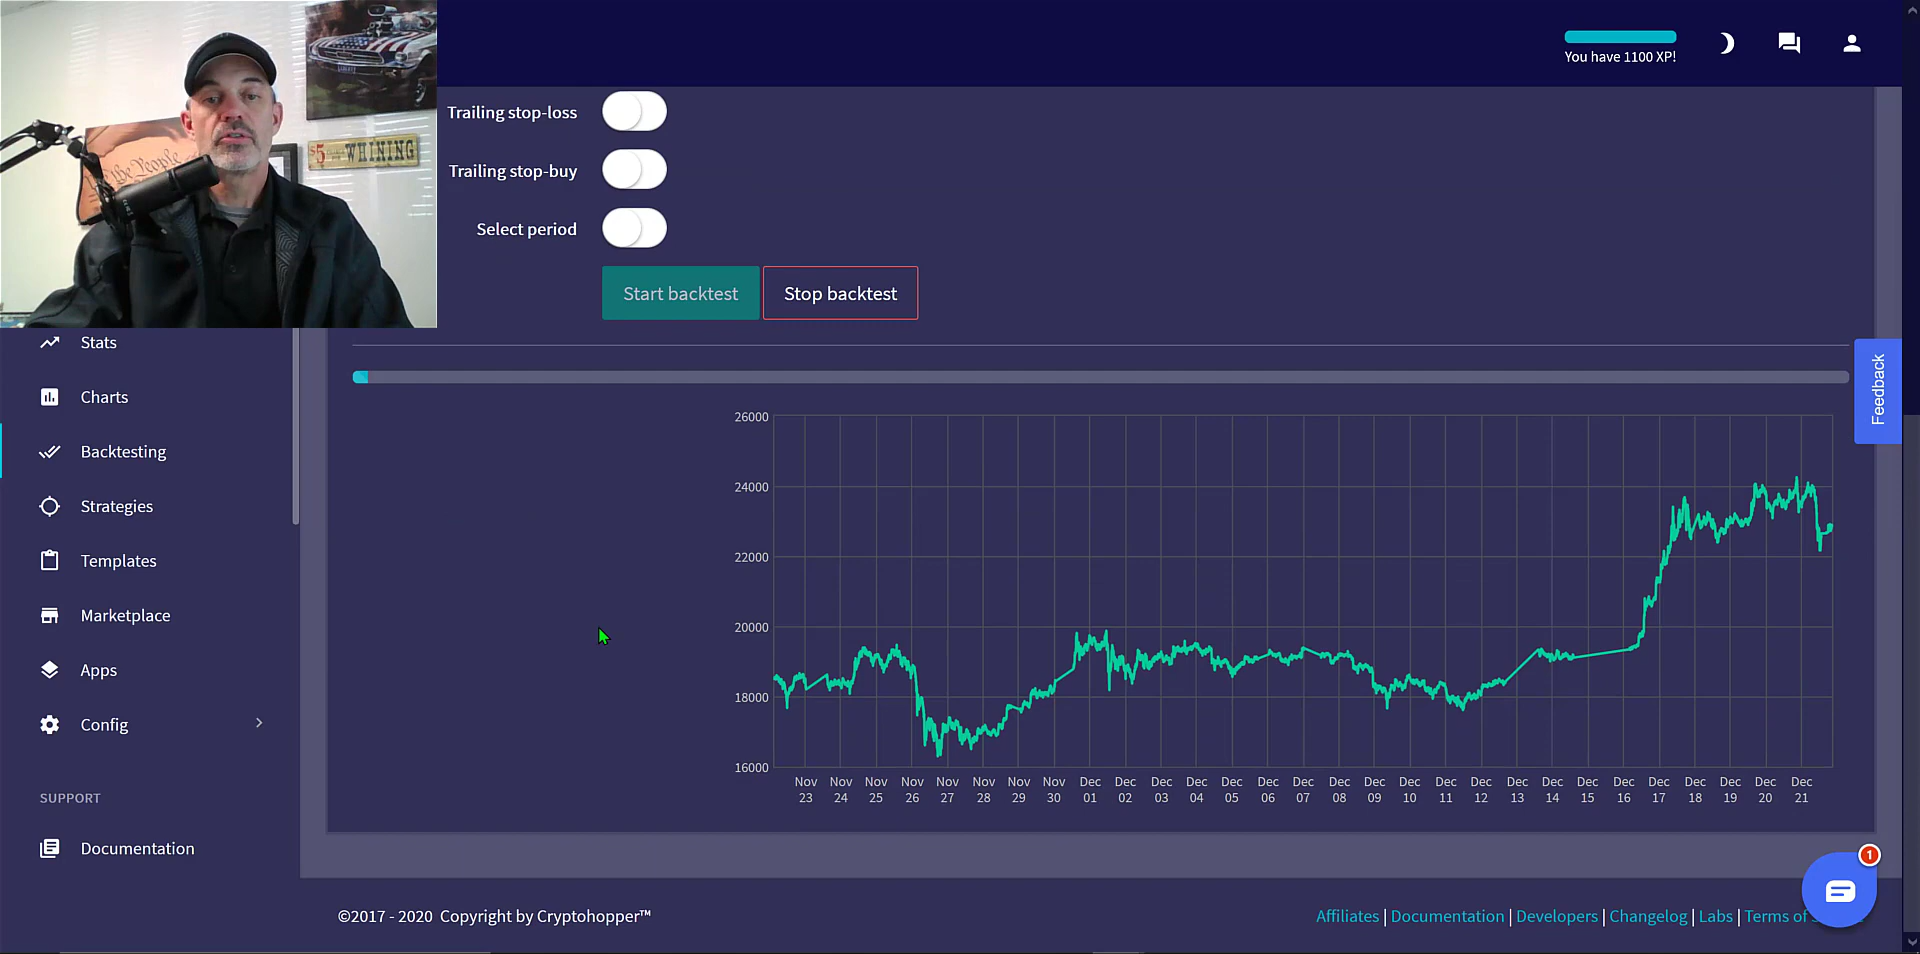 You have 1100 XP!
$5
WHINING
We the People
Trailing stop-loss
Trailing stop-buy
Select period
Start backtest
Stop backtest
Stats
Charts
Backtesting
Strategies
Templates
Marketplace
Apps
Config
SUPPORT
Documentation
Feedback
26000
24000
22000
20000
18000
16000
Nov 23
Nov 24
Nov 25
Nov 26
Nov 27
Nov 28
Nov 29
Nov 30
Dec 01
Dec 02
Dec 03
Dec 04
Dec 05
Dec 06
Dec 07
Dec 08
Dec 09
Dec 10
Dec 11
Dec 12
Dec 13
Dec 14
Dec 15
Dec 16
Dec 17
Dec 18
Dec 19
Dec 20
Dec 21
1
©2017 - 2020 Copyright by Cryptohopper™
Affiliates | Documentation | Developers | Changelog | Labs | Terms of